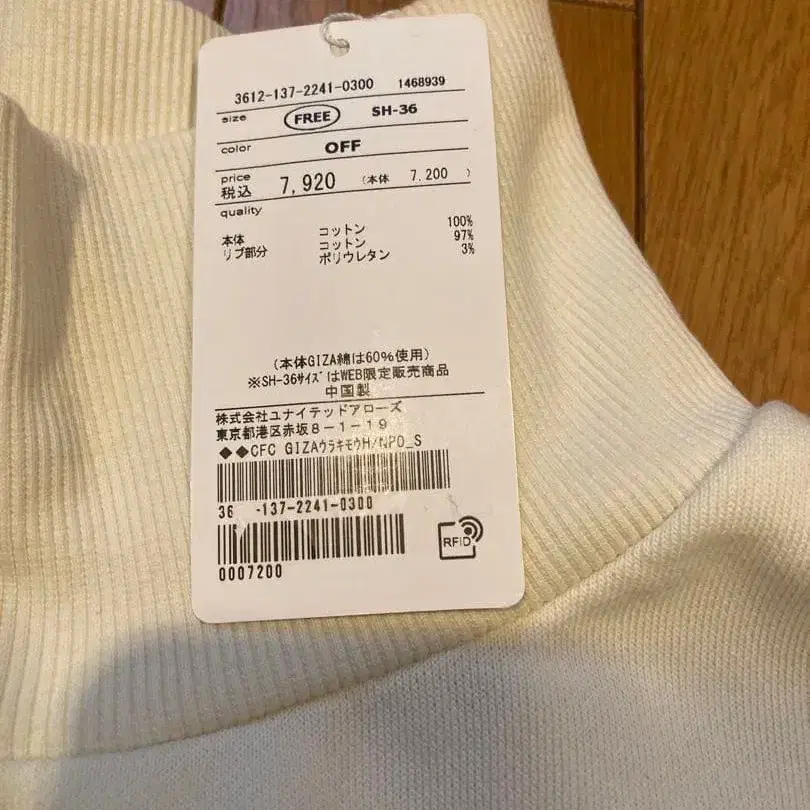 3612-137-2241-0300 1468939
size FREE SH-36
color OFF
price
税込 7,920 (本体 7,200 )
quality
100%
本体 コットン 97%
リブ部分 コットン 3%
ポリウレタン
(本体GIZA綿は60%使用)
※SH-36サイズはWEB限定販売商品
中国製
株式会社ユナイテッドアローズ
東京都港区赤坂8-1-19
◆◆CFC GIZAウラキモウH/NPO_S
36 -137-2241-0300
0007200
RFID